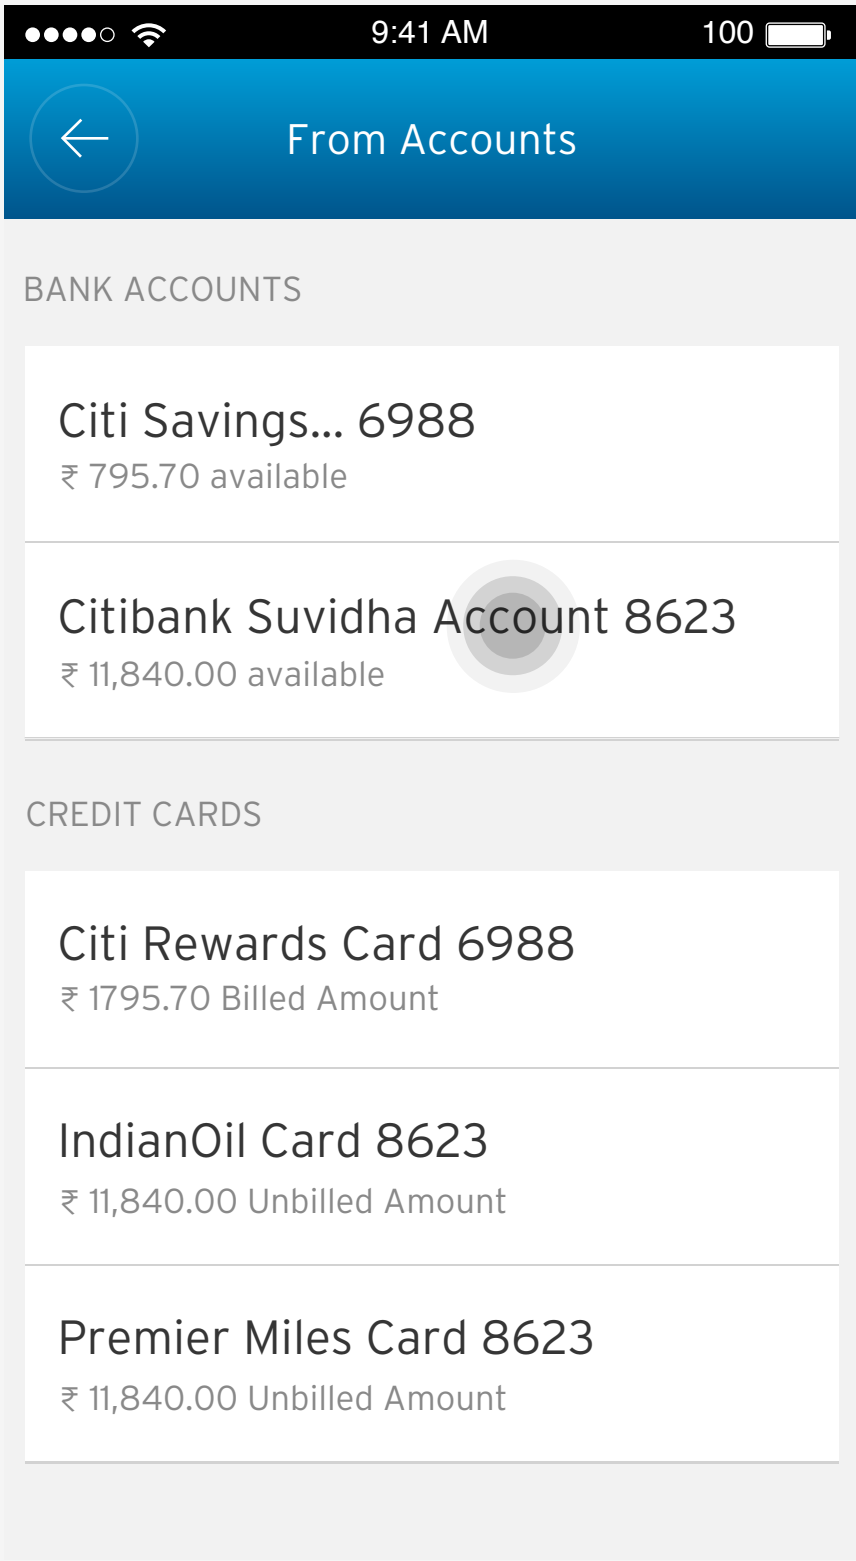 9:41 AM 100
From Accounts
BANK ACCOUNTS
Citi Savings... 6988
₹ 795.70 available
Citibank Suvidha Account 8623
₹ 11,840.00 available
CREDIT CARDS
Citi Rewards Card 6988
₹ 1795.70 Billed Amount
IndianOil Card 8623
₹ 11,840.00 Unbilled Amount
Premier Miles Card 8623
₹ 11,840.00 Unbilled Amount